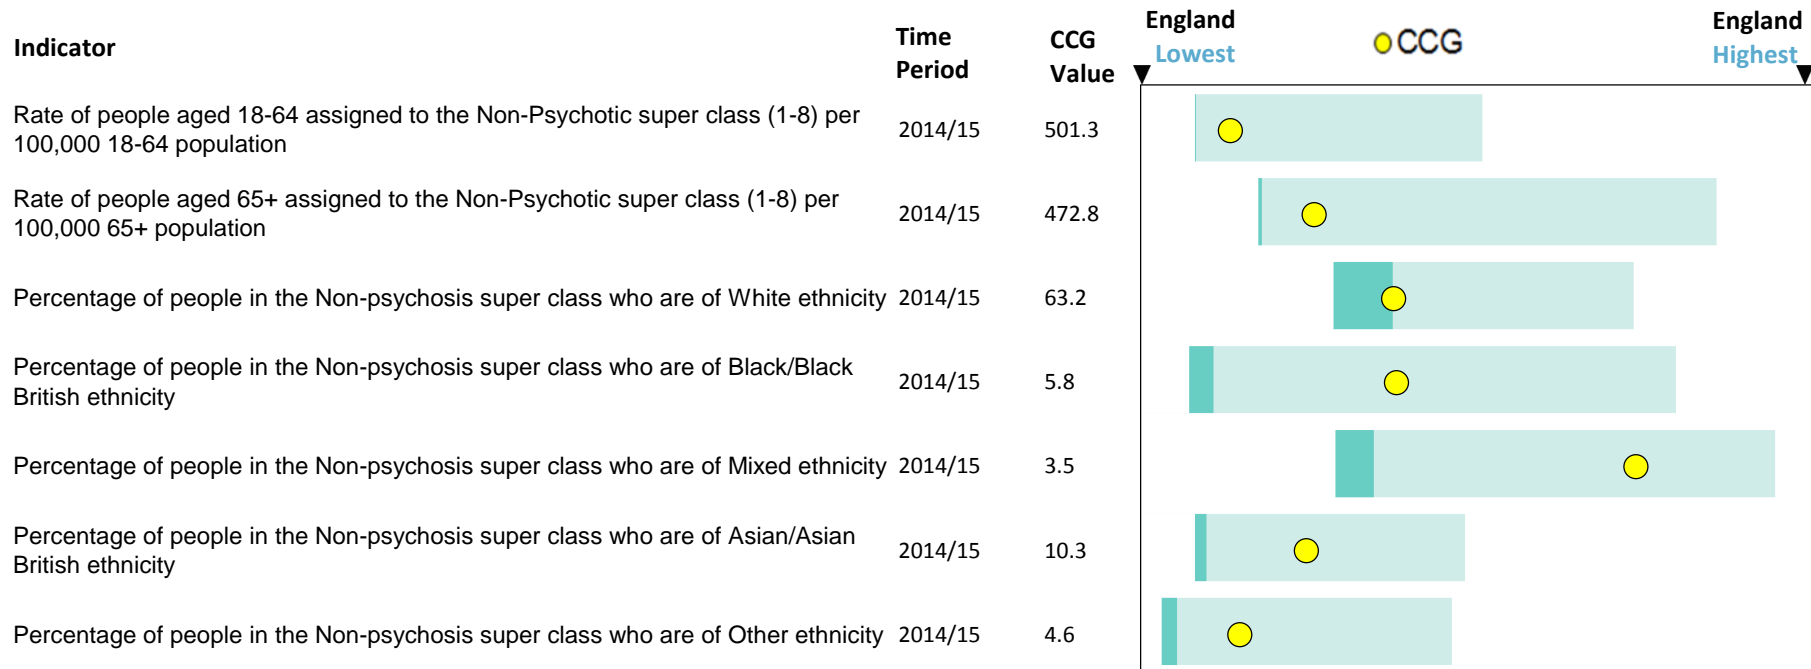 Indicator
Time
Period
CCG
Value
England
Lowest
CCG
England
Highest
Rate of people aged 18-64 assigned to the Non-Psychotic super class (1-8) per
100,000 18-64 population
2014/15
501.3
Rate of people aged 65+ assigned to the Non-Psychotic super class (1-8) per
100,000 65+ population
2014/15
472.8
Percentage of people in the Non-psychosis super class who are of White ethnicity
2014/15
63.2
Percentage of people in the Non-psychosis super class who are of Black/Black
British ethnicity
2014/15
5.8
Percentage of people in the Non-psychosis super class who are of Mixed ethnicity
2014/15
3.5
Percentage of people in the Non-psychosis super class who are of Asian/Asian
British ethnicity
2014/15
10.3
Percentage of people in the Non-psychosis super class who are of Other ethnicity
2014/15
4.6